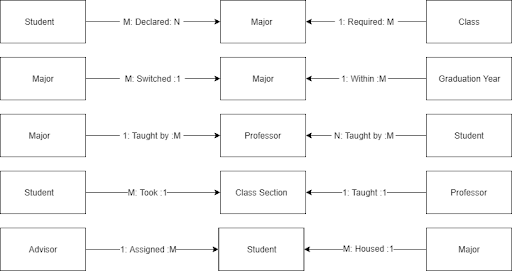 Student M: Declared: N Major 1: Required: M Class
Major M: Switched :1 Major 1: Within :M Graduation Year
Major 1: Taught by :M Professor N: Taught by :M Student
Student M: Took :1 Class Section 1: Taught :1 Professor
Advisor 1: Assigned :M Student M: Housed :1 Major